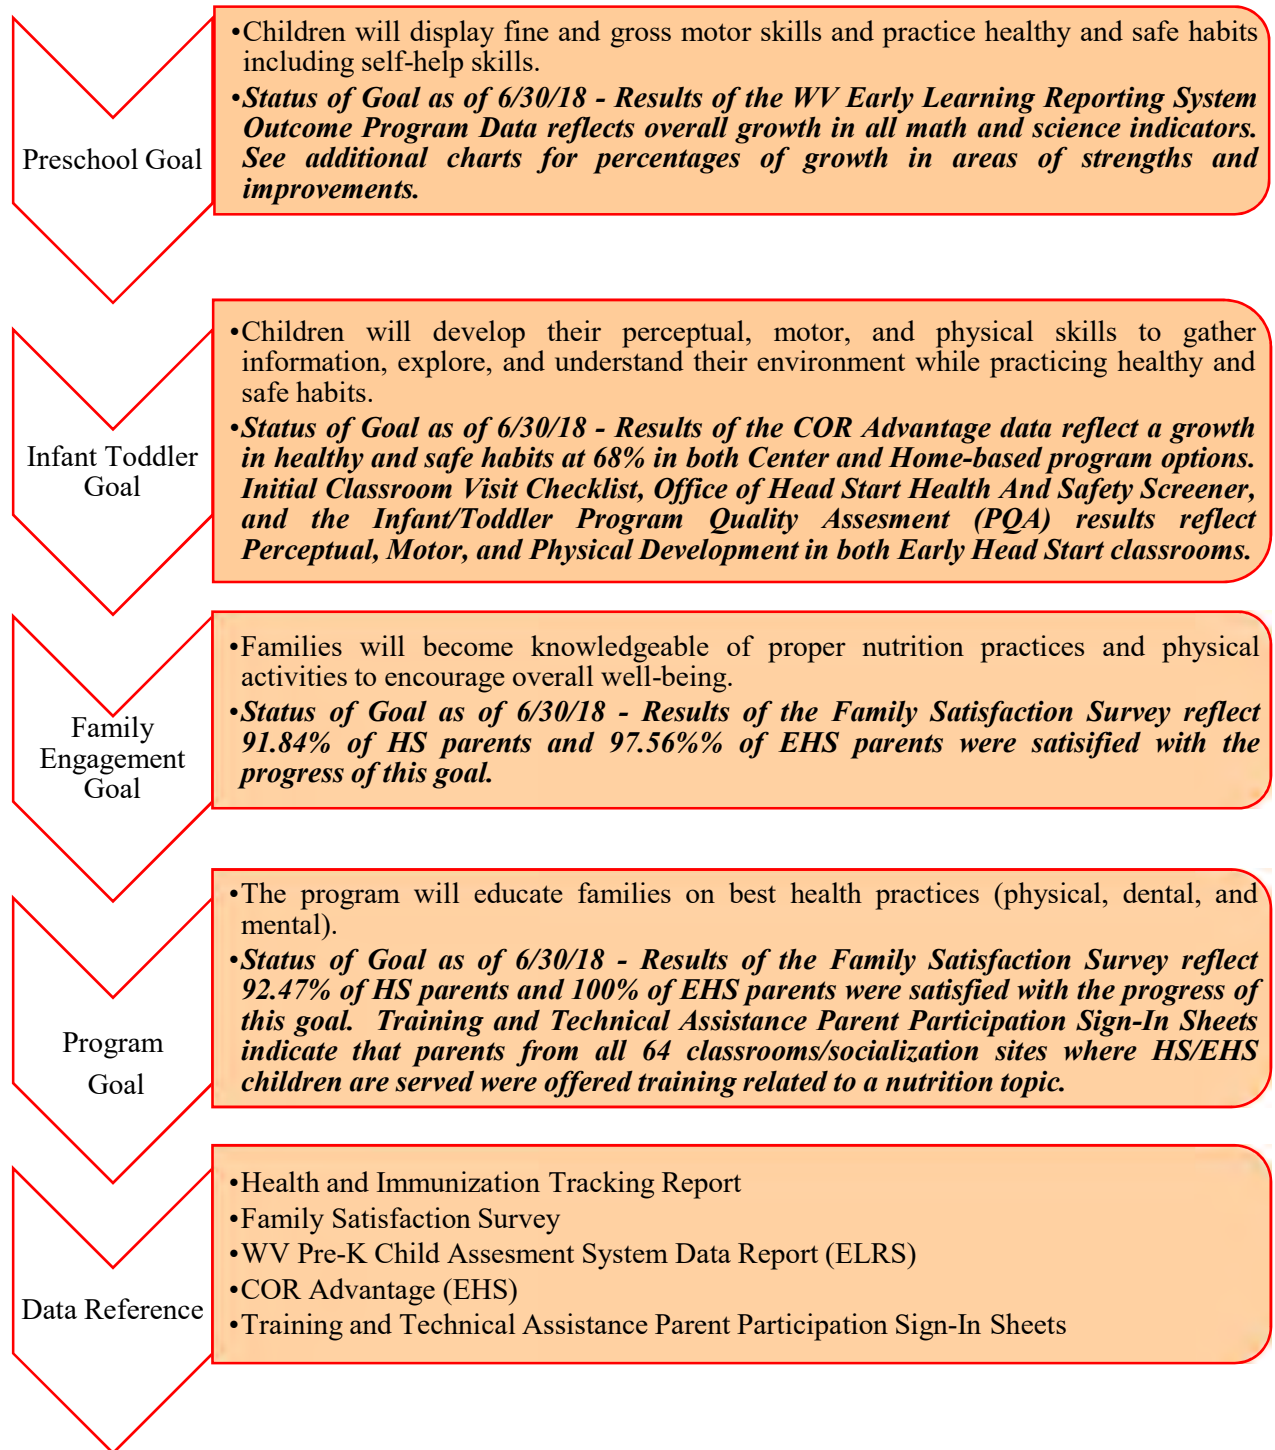 Preschool Goal
•Children will display fine and gross motor skills and practice healthy and safe habits
including self-help skills.
•Status of Goal as of 6/30/18 - Results of the WV Early Learning Reporting System
Outcome Program Data reflects overall growth in all math and science indicators.
See additional charts for percentages of growth in areas of strengths and
improvements.
Infant Toddler
Goal
•Children will develop their perceptual, motor, and physical skills to gather
information, explore, and understand their environment while practicing healthy and
safe habits.
•Status of Goal as of 6/30/18 - Results of the COR Advantage data reflect a growth
in healthy and safe habits at 68% in both Center and Home-based program options.
Initial Classroom Visit Checklist, Office of Head Start Health And Safety Screener,
and the Infant/Toddler Program Quality Assesment (PQA) results reflect
Perceptual, Motor, and Physical Development in both Early Head Start classrooms.
Family
Engagement
Goal
•Families will become knowledgeable of proper nutrition practices and physical
activities to encourage overall well-being.
•Status of Goal as of 6/30/18 - Results of the Family Satisfaction Survey reflect
91.84% of HS parents and 97.56%% of EHS parents were satisified with the
progress of this goal.
Program
Goal
•The program will educate families on best health practices (physical, dental, and
mental).
•Status of Goal as of 6/30/18 - Results of the Family Satisfaction Survey reflect
92.47% of HS parents and 100% of EHS parents were satisfied with the progress of
this goal. Training and Technical Assistance Parent Participation Sign-In Sheets
indicate that parents from all 64 classrooms/socialization sites where HS/EHS
children are served were offered training related to a nutrition topic.
Data Reference
•Health and Immunization Tracking Report
•Family Satisfaction Survey
•WV Pre-K Child Assesment System Data Report (ELRS)
•COR Advantage (EHS)
•Training and Technical Assistance Parent Participation Sign-In Sheets